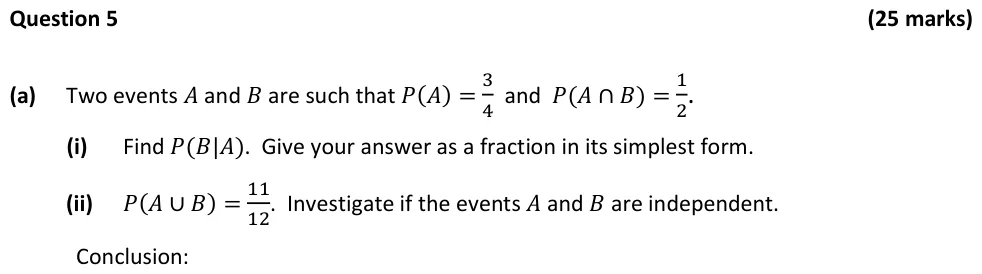 Question 5 (25 marks)
(a) Two events A and B are such that P(A) = 3/4 and P(A ∩ B) = 1/2.
(i) Find P(B|A). Give your answer as a fraction in its simplest form.
(ii) P(A ∪ B) = 11/12. Investigate if the events A and B are independent.
Conclusion: